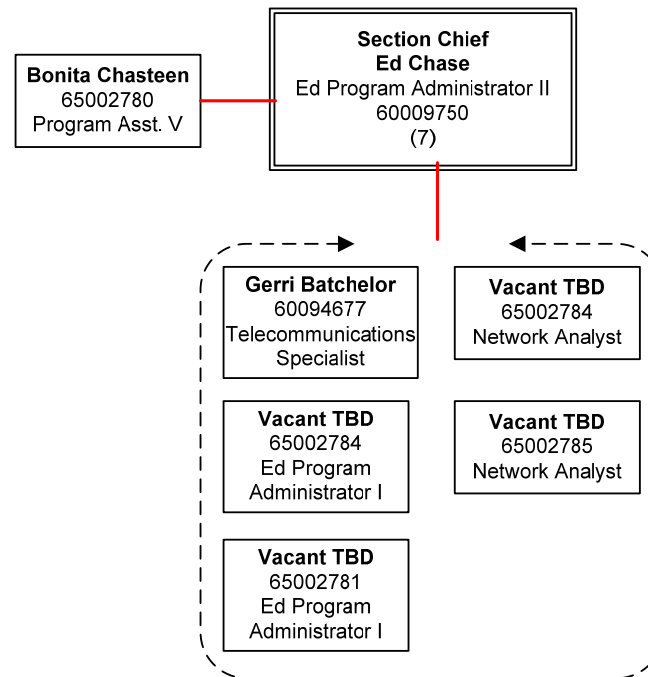 Section Chief
Ed Chase
Ed Program Administrator II
60009750
(7)
Bonita Chasteen
65002780
Program Asst. V
Gerri Batchelor
60094677
Telecommunications
Specialist
Vacant TBD
65002784
Network Analyst
Vacant TBD
65002784
Ed Program
Administrator I
Vacant TBD
65002785
Network Analyst
Vacant TBD
65002781
Ed Program
Administrator I